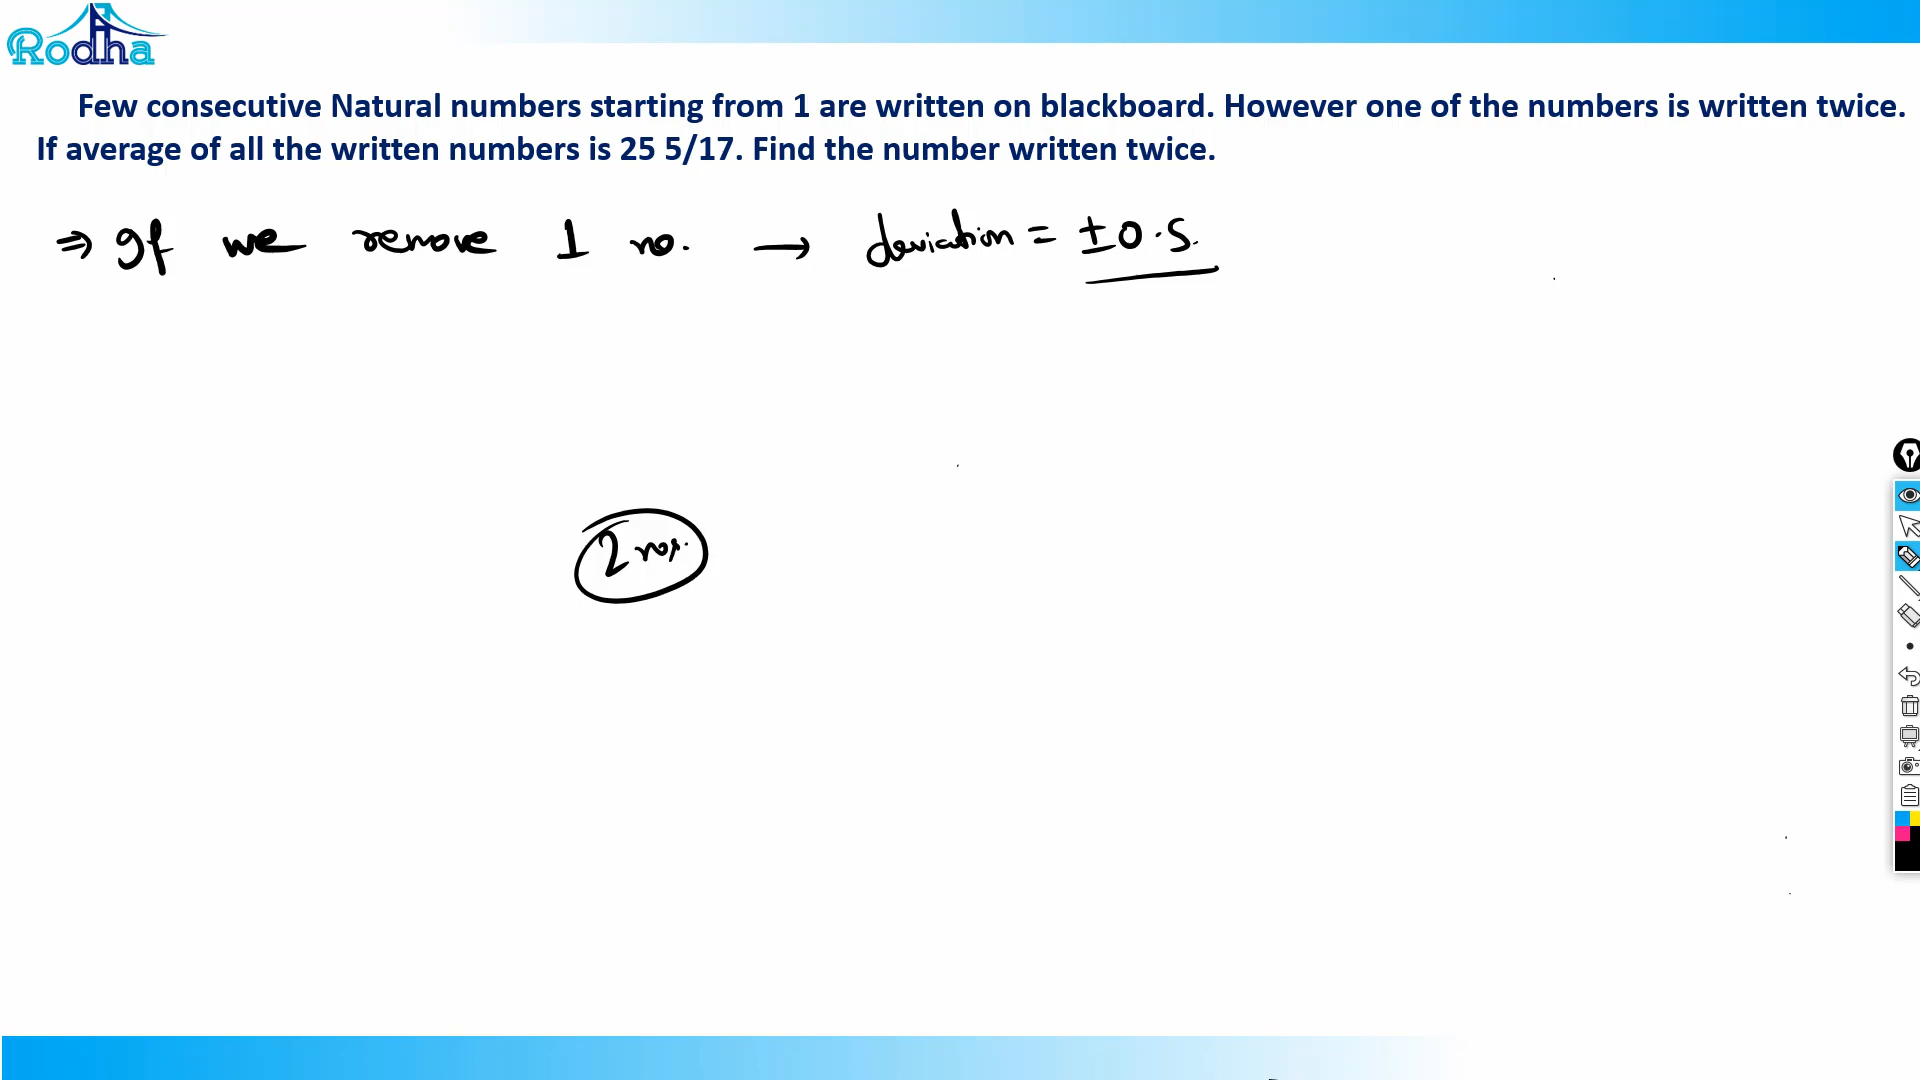 Rodha
Few consecutive Natural numbers starting from 1 are written on blackboard. However one of the numbers is written twice.
If average of all the written numbers is 25 5/17. Find the number written twice.
⇒ If we remove 1 no. → deviation = ±0.5.
2 nos.